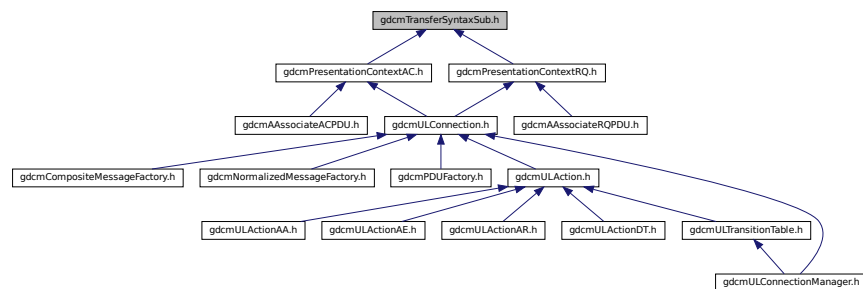 gdcmTransferSyntaxSub.h
gdcmPresentationContextAC.h
gdcmPresentationContextRQ.h
gdcmAAssociateACPDU.h
gdcmULConnection.h
gdcmAAssociateRQPDU.h
gdcmCompositeMessageFactory.h
gdcmNormalizedMessageFactory.h
gdcmPDUFactory.h
gdcmULAction.h
gdcmULActionAA.h
gdcmULActionAE.h
gdcmULActionAR.h
gdcmULActionDT.h
gdcmULTransitionTable.h
gdcmULConnectionManager.h